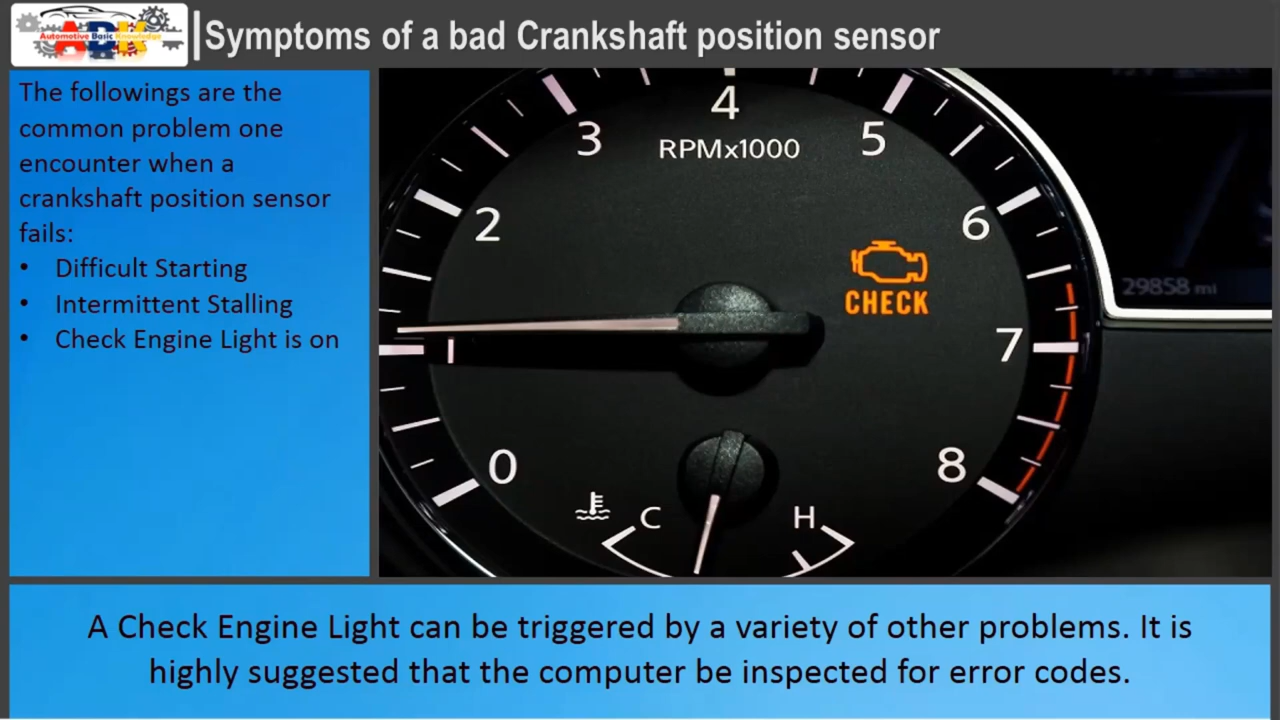 Automotive Basic Knowledge
ABK
Symptoms of a bad Crankshaft position sensor
The followings are the
common problem one
encounter when a
crankshaft position sensor
fails:
• Difficult Starting
• Intermittent Stalling
• Check Engine Light is on
4
3
5
RPMx1000
2
6
CHECK
29858 mi
1
7
0
8
C
H
A Check Engine Light can be triggered by a variety of other problems. It is
highly suggested that the computer be inspected for error codes.